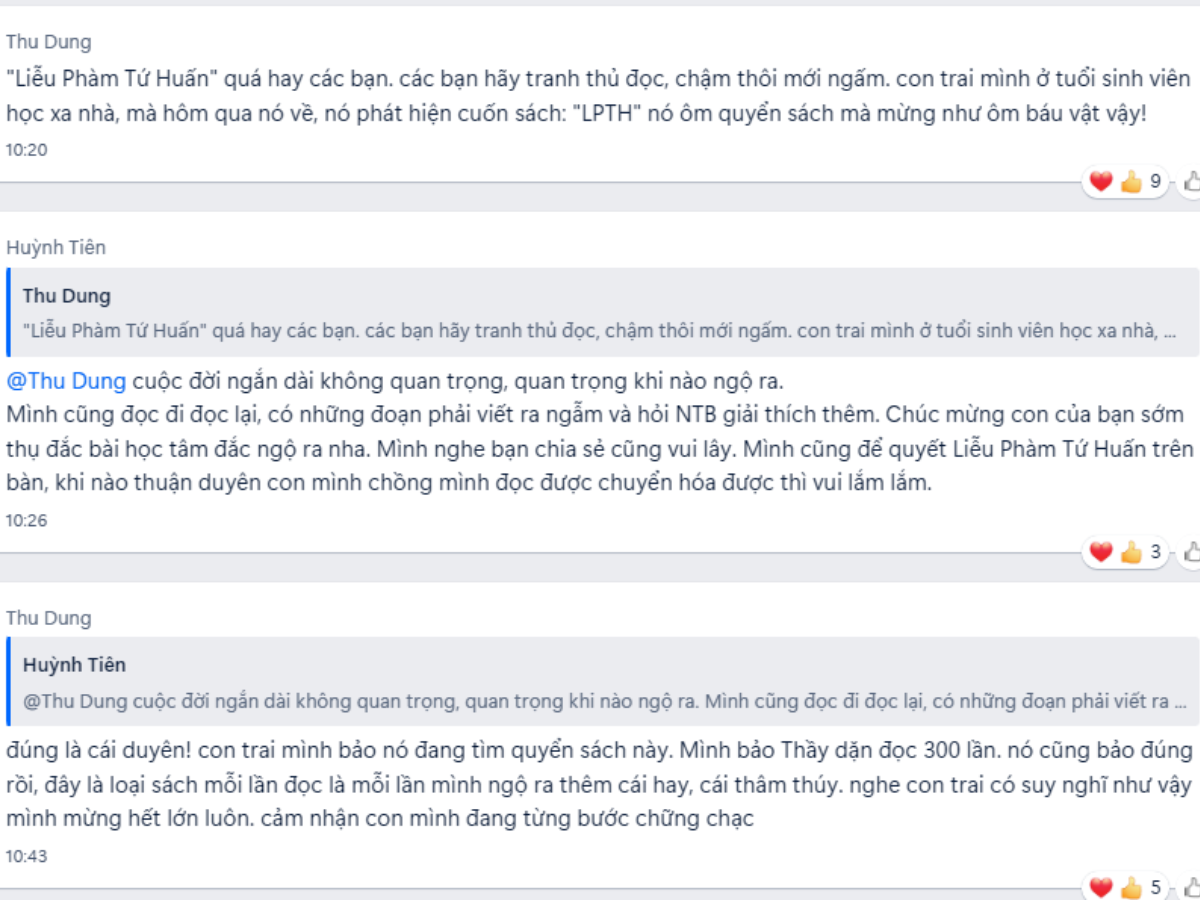 Thu Dung
"Liễu Phàm Tứ Huấn" quá hay các bạn. các bạn hãy tranh thủ đọc, chậm thôi mới ngấm. con trai mình ở tuổi sinh viên
học xa nhà, mà hôm qua nó về, nó phát hiện cuốn sách: "LPTH" nó ôm quyển sách mà mừng như ôm báu vật vậy!
10:20
9
Huỳnh Tiên
Thu Dung
"Liễu Phàm Tứ Huấn" quá hay các bạn. các bạn hãy tranh thủ đọc, chậm thôi mới ngấm. con trai mình ở tuổi sinh viên học xa nhà, ...
@Thu Dung cuộc đời ngắn dài không quan trọng, quan trọng khi nào ngộ ra.
Mình cũng đọc đi đọc lại, có những đoạn phải viết ra ngẫm và hỏi NTB giải thích thêm. Chúc mừng con của bạn sớm
thụ đắc bài học tâm đắc ngộ ra nha. Mình nghe bạn chia sẻ cũng vui lây. Mình cũng để quyết Liễu Phàm Tứ Huấn trên
bàn, khi nào thuận duyên con mình chồng mình đọc được chuyển hóa được thì vui lắm lắm.
10:26
3
Thu Dung
Huỳnh Tiên
@Thu Dung cuộc đời ngắn dài không quan trọng, quan trọng khi nào ngộ ra. Mình cũng đọc đi đọc lại, có những đoạn phải viết ra ...
đúng là cái duyên! con trai mình bảo nó đang tìm quyển sách này. Mình bảo Thầy dặn đọc 300 lần. nó cũng bảo đúng
rồi, đây là loại sách mỗi lần đọc là mỗi lần mình ngộ ra thêm cái hay, cái thâm thúy. nghe con trai có suy nghĩ như vậy
mình mừng hết lớn luôn. cảm nhận con mình đang từng bước chững chạc
10:43
5